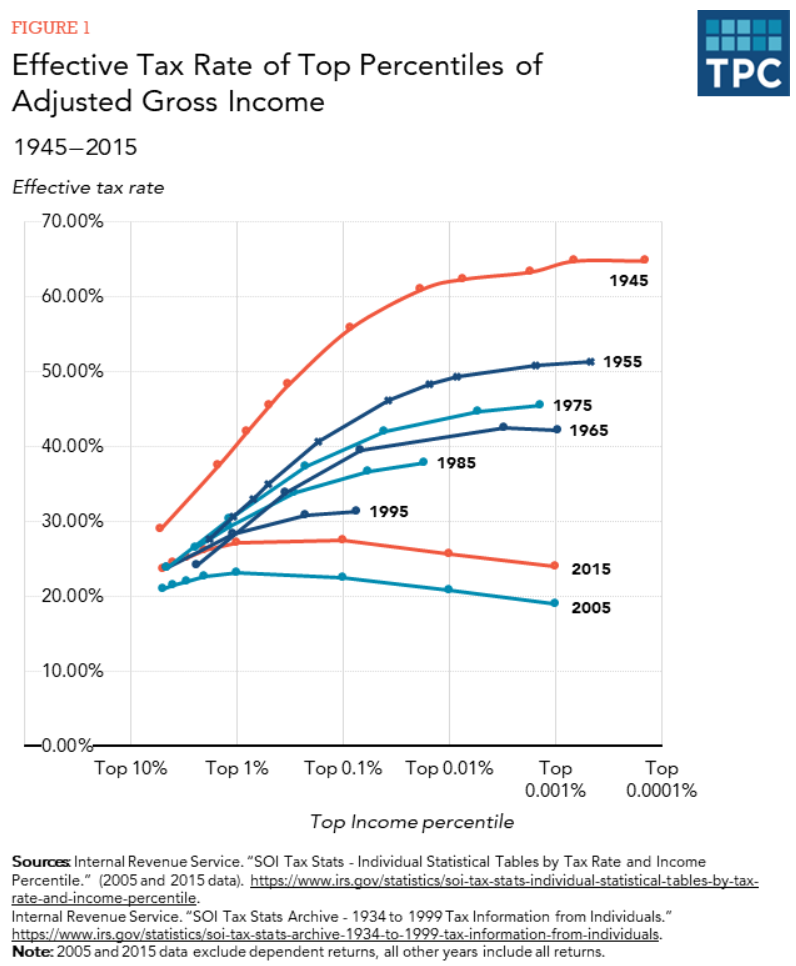 FIGURE 1
TPC
Effective Tax Rate of Top Percentiles of
Adjusted Gross Income
1945–2015
Effective tax rate
70.00%
60.00%
50.00%
40.00%
30.00%
20.00%
10.00%
0.00%
1945
1955
1975
1965
1985
1995
2015
2005
Top 10%
Top 1%
Top 0.1%
Top 0.01%
Top
0.001%
Top
0.0001%
Top Income percentile
Sources: Internal Revenue Service. “SOI Tax Stats - Individual Statistical Tables by Tax Rate and Income
Percentile.” (2005 and 2015 data). https://www.irs.gov/statistics/soi-tax-stats-individual-statistical-tables-by-tax-
rate-and-income-percentile.
Internal Revenue Service. “SOI Tax Stats Archive - 1934 to 1999 Tax Information from Individuals.”
https://www.irs.gov/statistics/soi-tax-stats-archive-1934-to-1999-tax-information-from-individuals.
Note: 2005 and 2015 data exclude dependent returns, all other years include all returns.